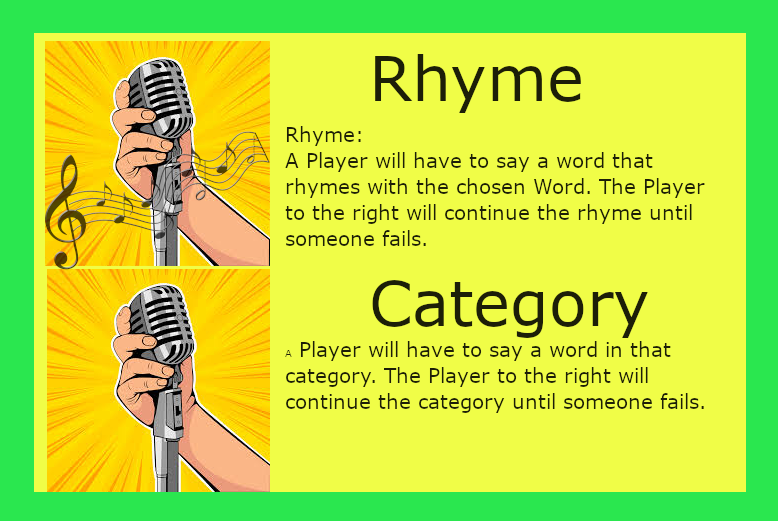 Rhyme
Rhyme:
A Player will have to say a word that
rhymes with the chosen Word. The Player
to the right will continue the rhyme until
someone fails.
Category
A Player will have to say a word in that
category. The Player to the right will
continue the category until someone fails.